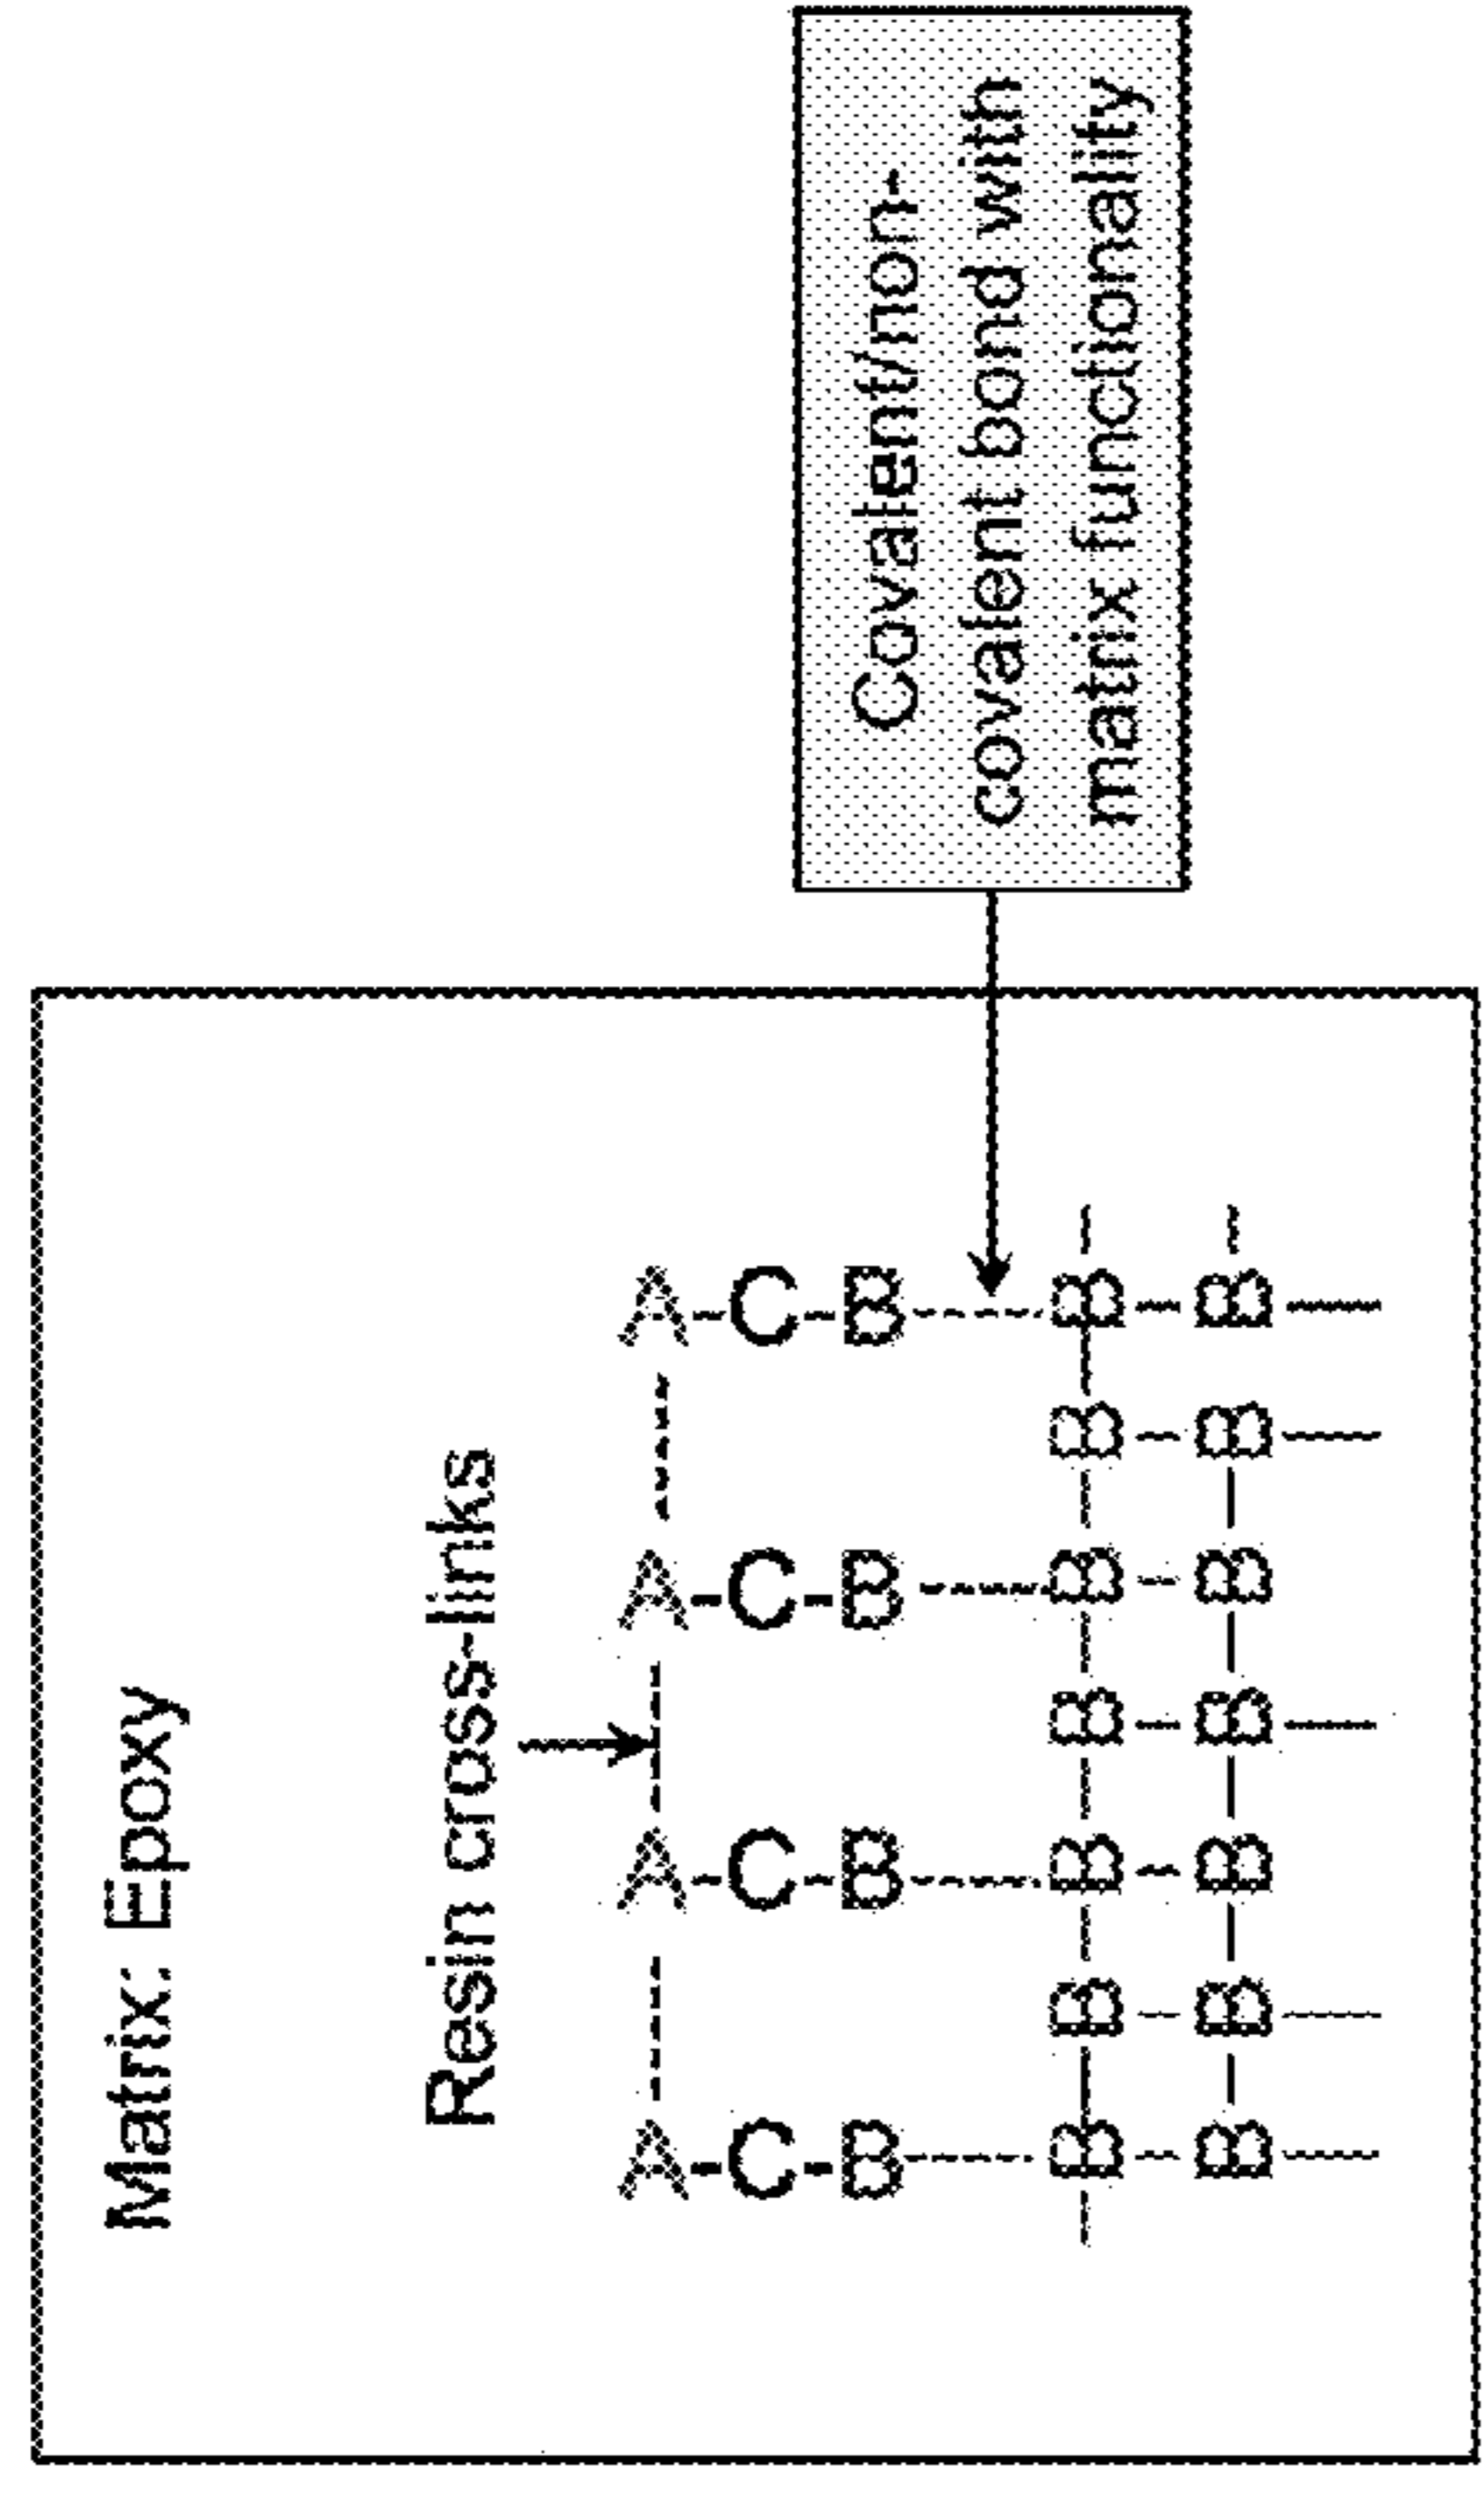 Matrix: Epoxy
Resin cross-links
A-C-B
A-C-B
A-C-B
A-C-B
B B B B B B B
B B B B B B B
Covalent/non-
covalent bond with
matrix functionality